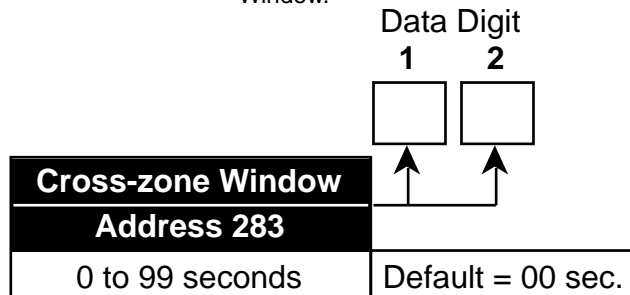 Window.
Data Digit
1 2
Cross-zone Window
Address 283
0 to 99 seconds Default = 00 sec.